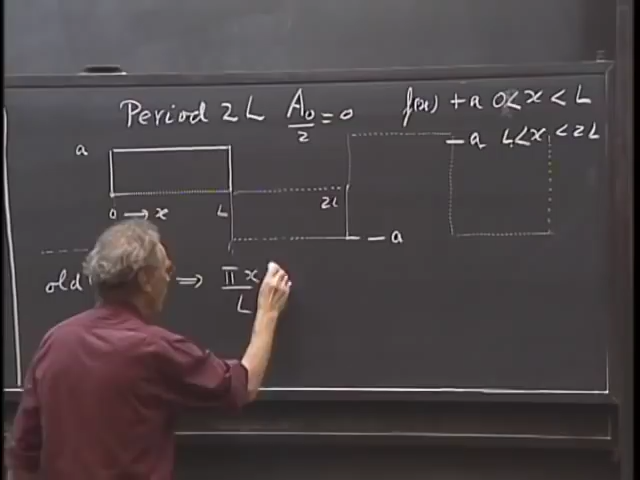 Period 2L A₀/2 = 0
f(x) +a 0<x<L
-a L<x<2L
a
0 → x L 2L
-a
old ⇒ πx/L